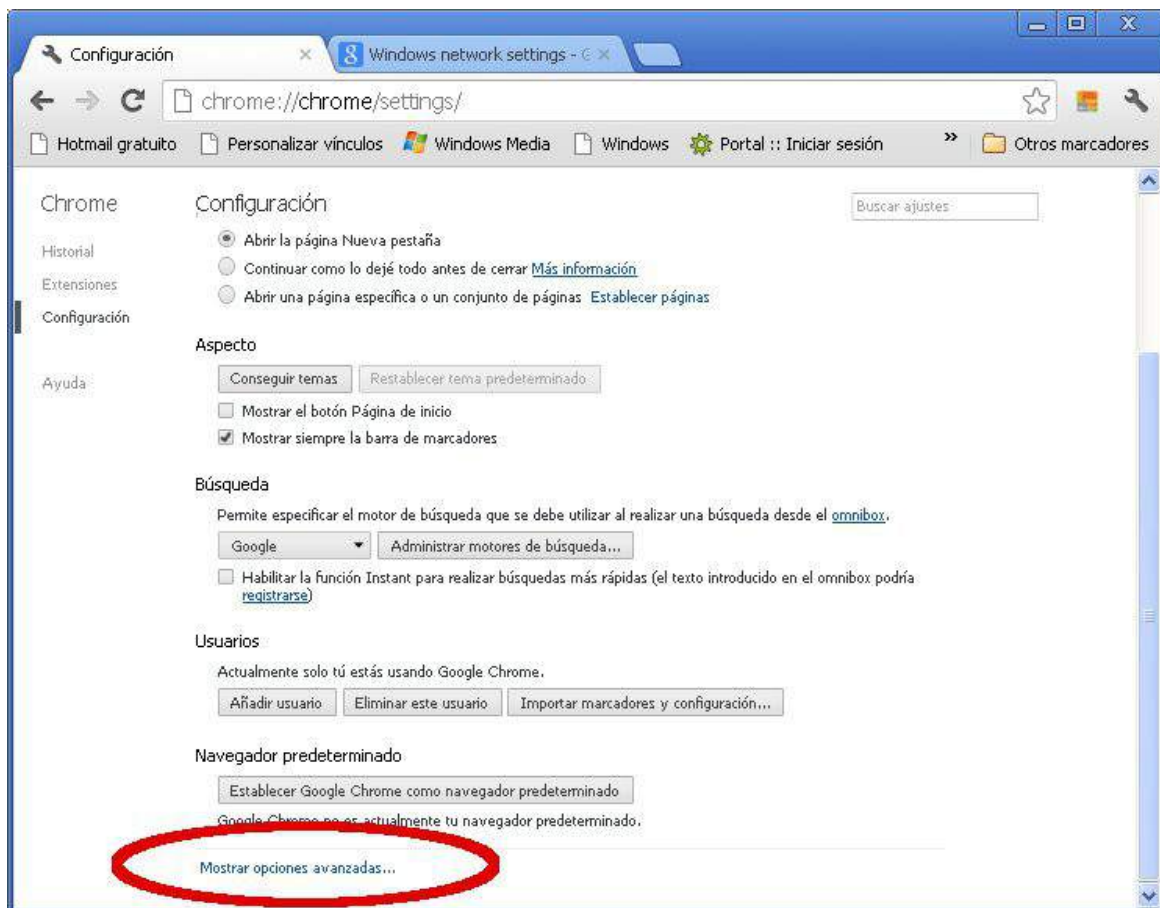 Configuración
Windows network settings - G
chrome://chrome/settings/
Hotmail gratuito Personalizar vínculos Windows Media Windows Portal :: Iniciar sesión » Otros marcadores
Chrome
Configuración
Buscar ajustes
Historial
Extensiones
Configuración
Ayuda
Abrir la página Nueva pestaña
Continuar como lo dejé todo antes de cerrar Más información
Abrir una página específica o un conjunto de páginas Establecer páginas
Aspecto
Conseguir temas Restablecer tema predeterminado
Mostrar el botón Página de inicio
Mostrar siempre la barra de marcadores
Búsqueda
Permite especificar el motor de búsqueda que se debe utilizar al realizar una búsqueda desde el omnibox.
Google Administrar motores de búsqueda...
Habilitar la función Instant para realizar búsquedas más rápidas (el texto introducido en el omnibox podría
registrarse)
Usuarios
Actualmente solo tú estás usando Google Chrome.
Añadir usuario Eliminar este usuario Importar marcadores y configuración...
Navegador predeterminado
Establecer Google Chrome como navegador predeterminado
Google Chrome no es actualmente tu navegador predeterminado.
Mostrar opciones avanzadas...